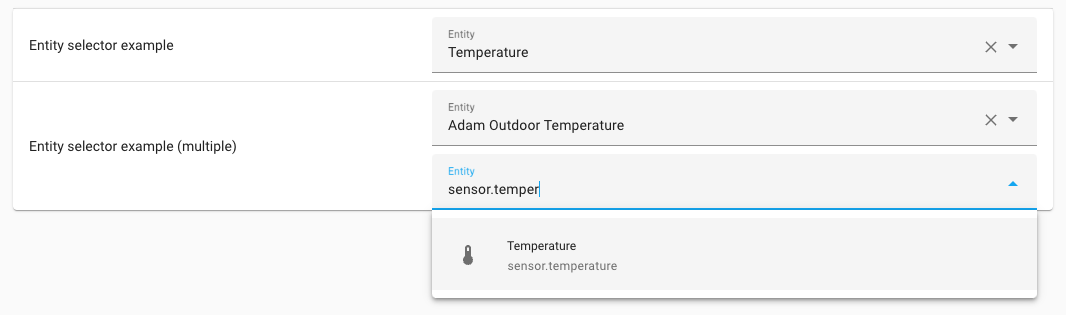 Entity selector example
Entity
Temperature
Entity selector example (multiple)
Entity
Adam Outdoor Temperature
Entity
sensor.temper
Temperature
sensor.temperature